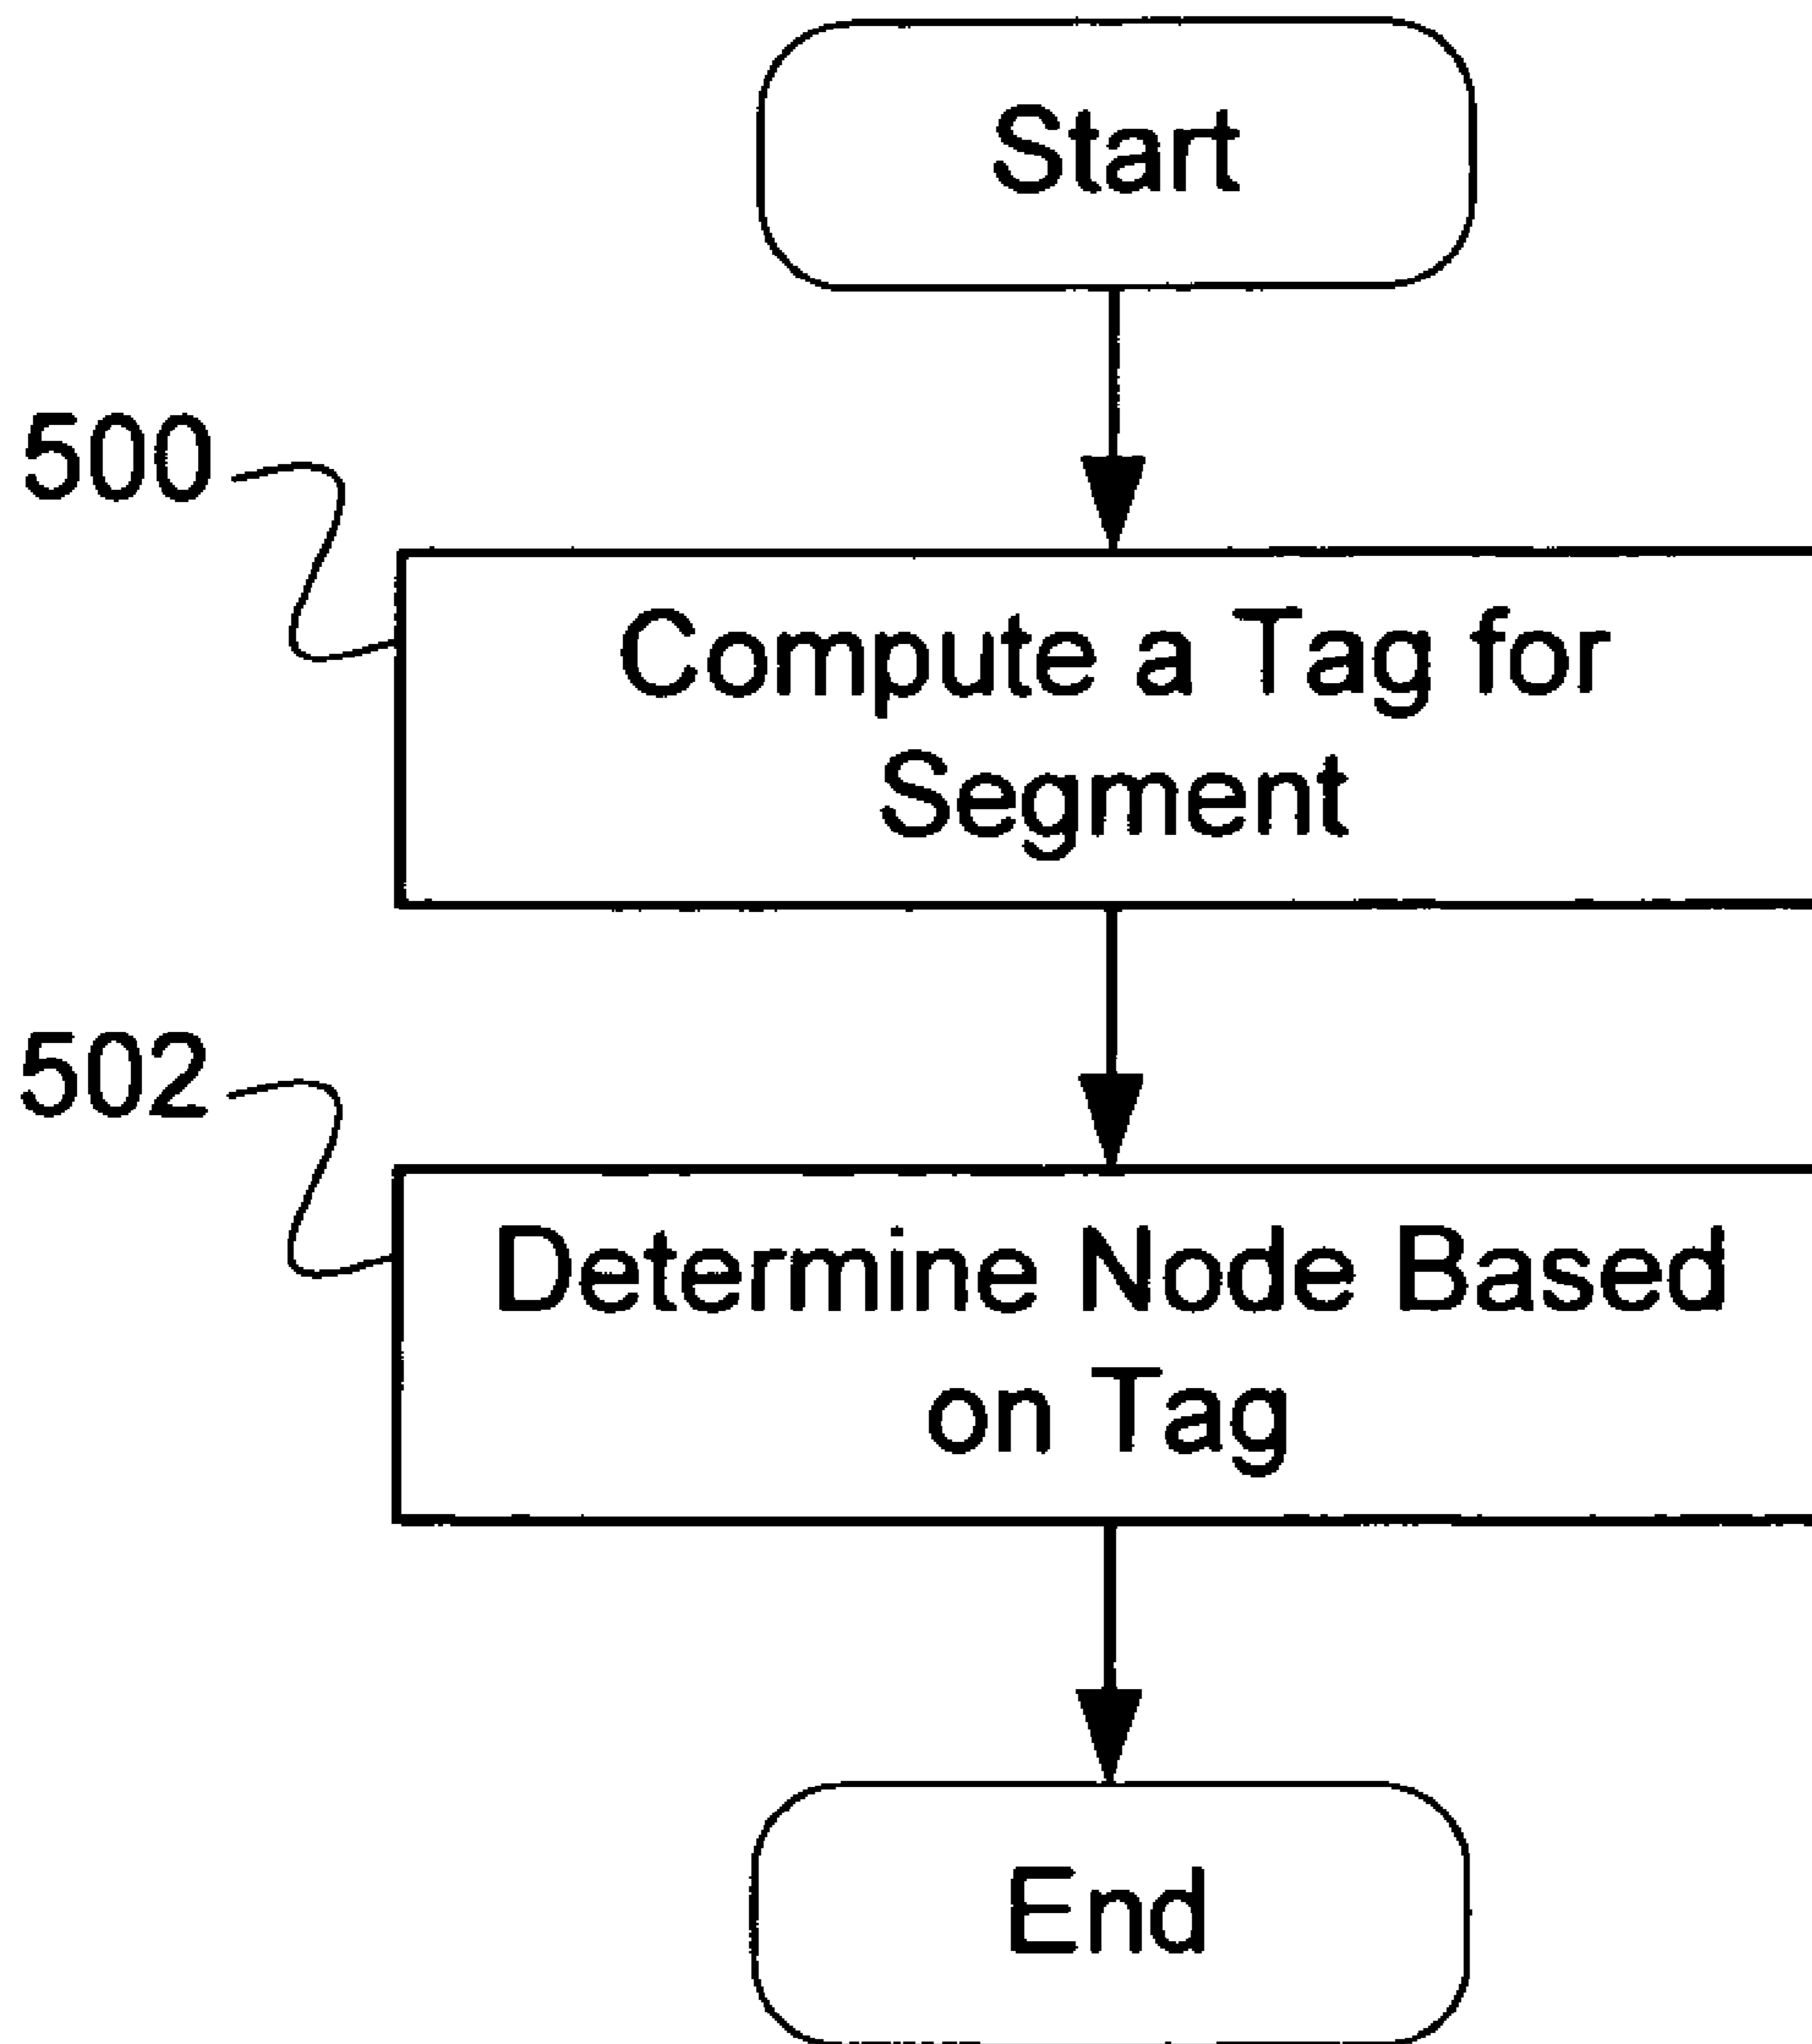 Start
500
Compute a Tag for
Segment
502
Determine Node Based
on Tag
End